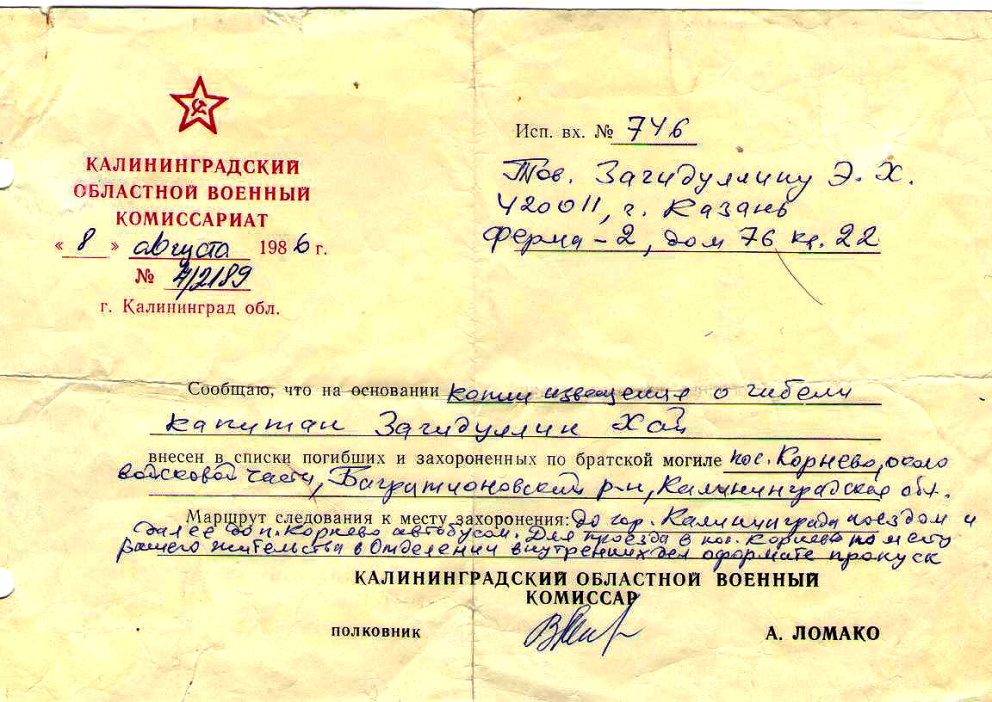 КАЛИНИНГРАДСКИЙ
ОБЛАСТНОЙ ВОЕННЫЙ
КОМИССАРИАТ
« 8 » августа 1986 г.
№ 4/2189
г. Калининград обл.
Исп. вх. № 746
Тов. Загидуллину Э. Х.
420011, г. Казань
Ферма-2, дом 76 кв. 22
Сообщаю, что на основании копии извещения о гибели
капитан Загидуллин Хай
внесен в списки погибших и захороненных по братской могиле пос. Корнево, около
войсковой части, Багратионовский р-н, Калининградская обл.
Маршрут следования к месту захоронения: до гор. Калининграда поездом и
далее до п. Корнево автобусом. Для проезда в пос. Корнево по месту
Вашего жительства в Отделении внутренних дел оформите пропуск
КАЛИНИНГРАДСКИЙ ОБЛАСТНОЙ ВОЕННЫЙ
КОМИССАР
ПОЛКОВНИК А. ЛОМАКО